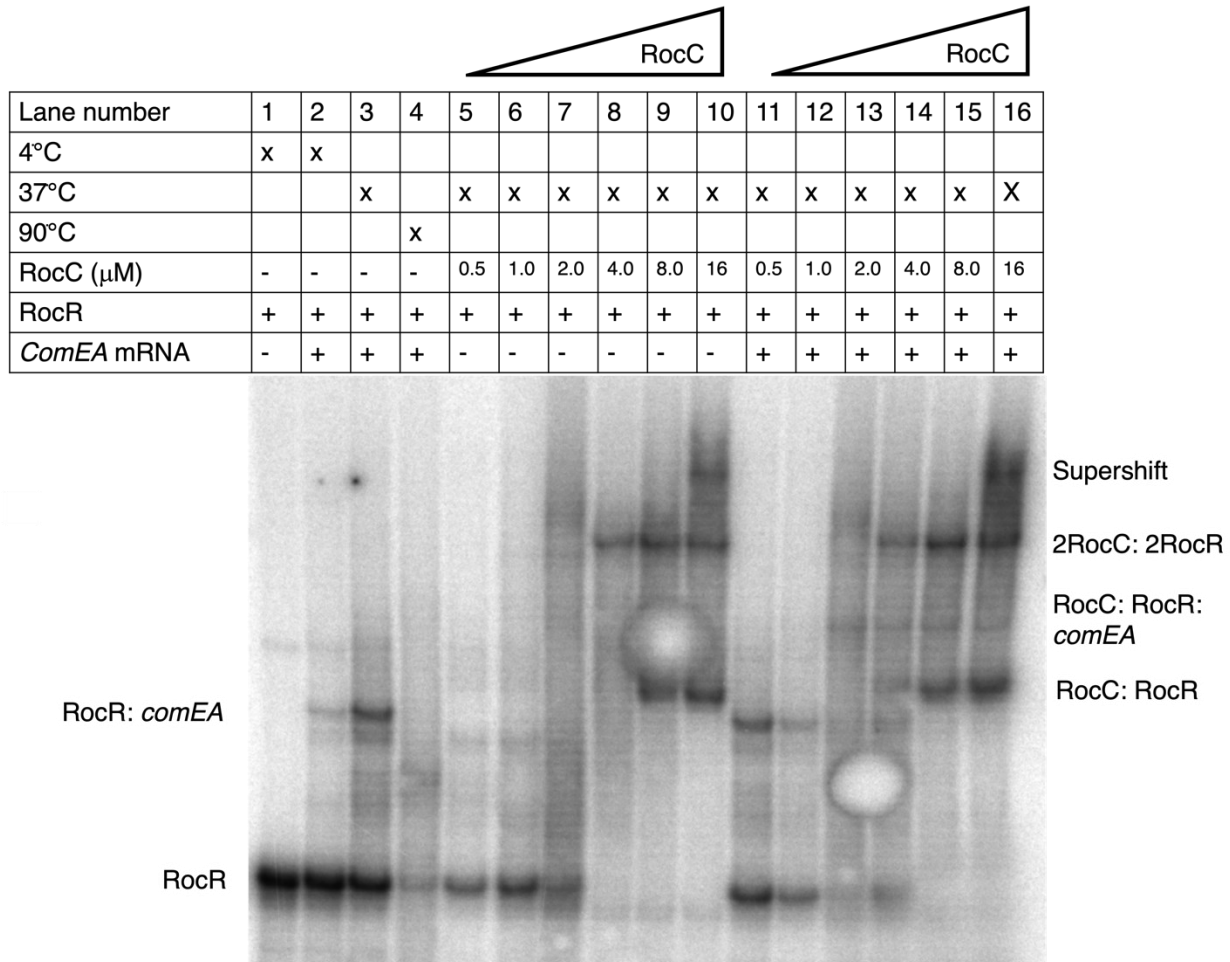 RocC RocC
Lane number 1 2 3 4 5 6 7 8 9 10 11 12 13 14 15 16
4°C x x
37°C x x x x x x x x x x x x X
90°C x
RocC (μM) - - - - 0.5 1.0 2.0 4.0 8.0 16 0.5 1.0 2.0 4.0 8.0 16
RocR + + + + + + + + + + + + + + + +
ComEA mRNA - + + + - - - - - - + + + + + +
Supershift
2RocC: 2RocR
RocC: RocR:
comEA
RocC: RocR
RocR: comEA
RocR